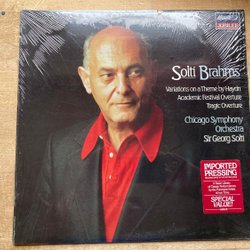 JUBILEE
Solti Brahms
Variations on a Theme by Haydn
Academic Festival Overture
Tragic Overture
Chicago Symphony
Orchestra
Sir Georg Solti
IMPORTED
PRESSING
SPECIAL
VALUE!